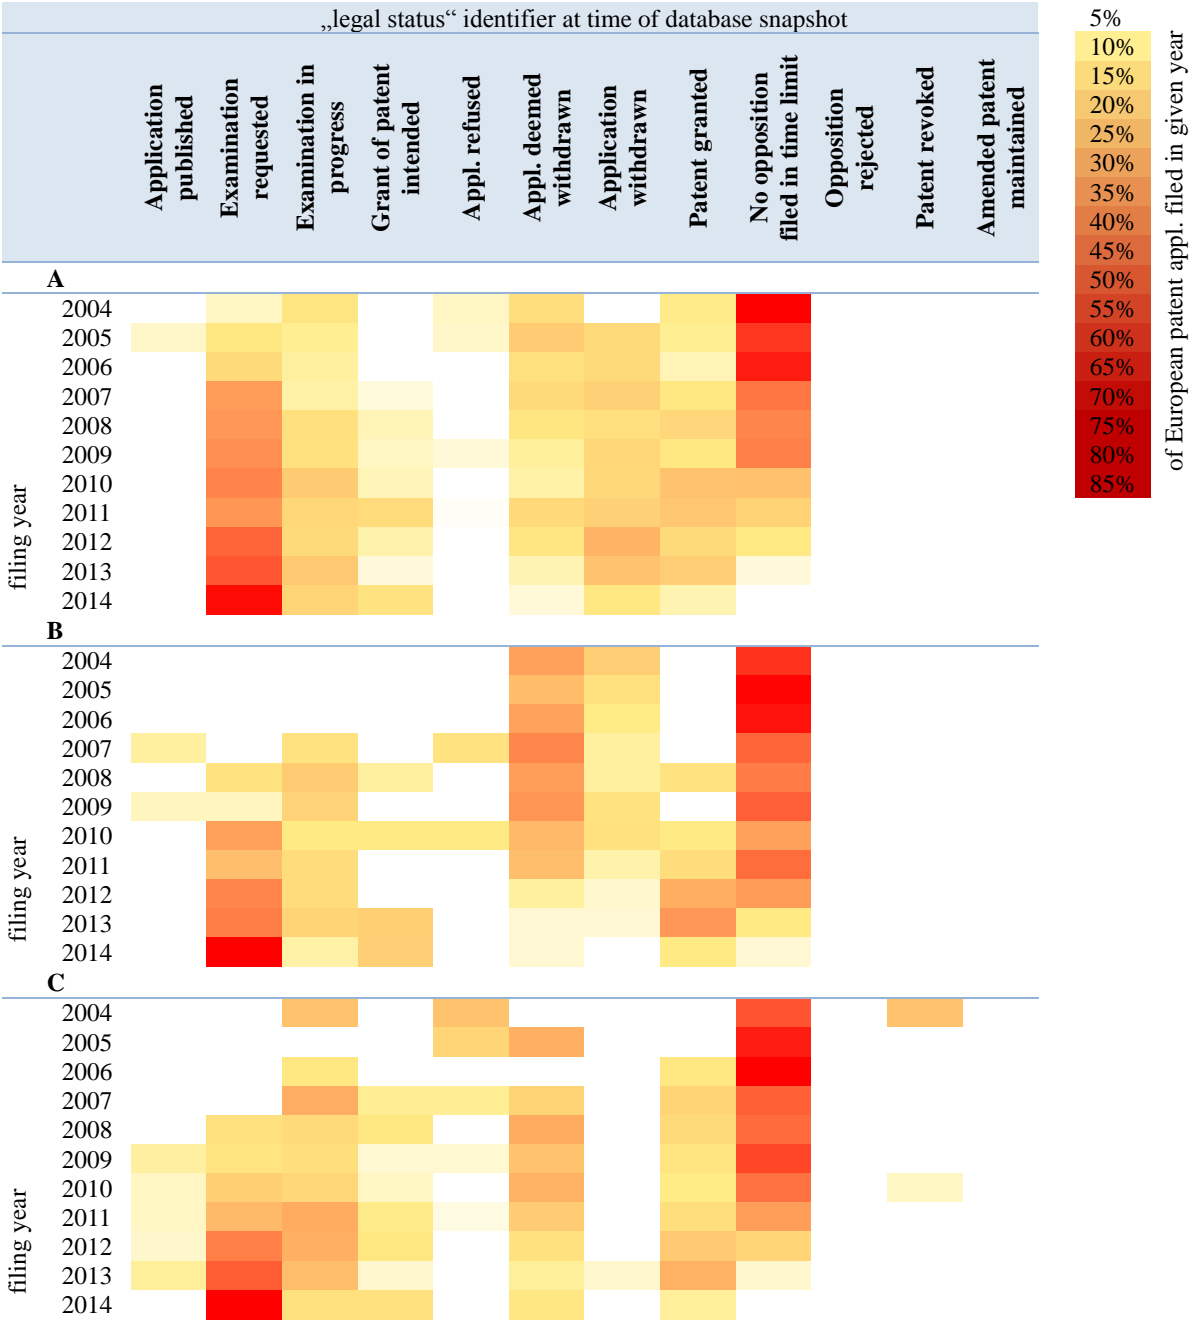 „legal status“ identifier at time of database snapshot
Application
published
Examination
requested
Examination in
progress
Grant of patent
intended
Appl. refused
Appl. deemed
withdrawn
Application
withdrawn
Patent granted
No opposition
filed in time limit
Opposition
rejected
Patent revoked
Amended patent
maintained
5%
10%
15%
20%
25%
30%
35%
40%
45%
50%
55%
60%
65%
70%
75%
80%
85%
of European patent appl. filed in given year
A
filing year
2004
2005
2006
2007
2008
2009
2010
2011
2012
2013
2014
B
filing year
2004
2005
2006
2007
2008
2009
2010
2011
2012
2013
2014
C
filing year
2004
2005
2006
2007
2008
2009
2010
2011
2012
2013
2014